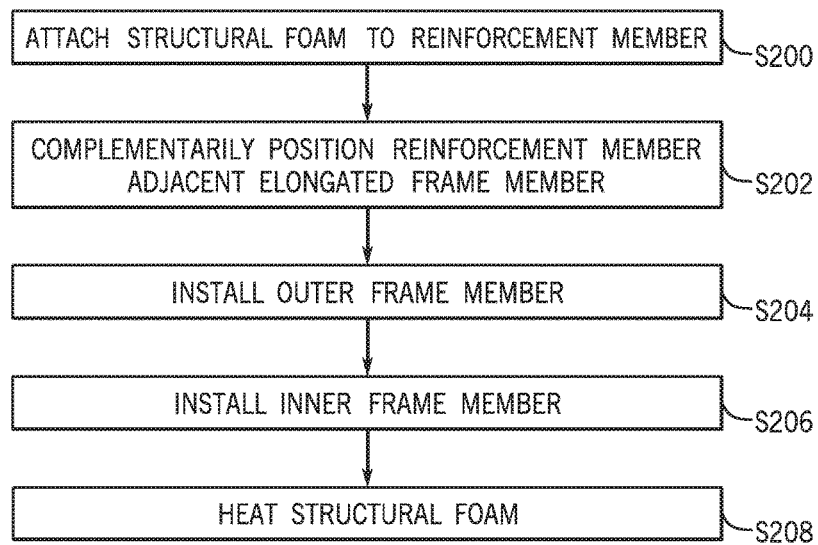 ATTACH STRUCTURAL FOAM TO REINFORCEMENT MEMBER
S200
COMPLEMENTARILY POSITION REINFORCEMENT MEMBER
ADJACENT ELONGATED FRAME MEMBER
S202
INSTALL OUTER FRAME MEMBER
S204
INSTALL INNER FRAME MEMBER
S206
HEAT STRUCTURAL FOAM
S208